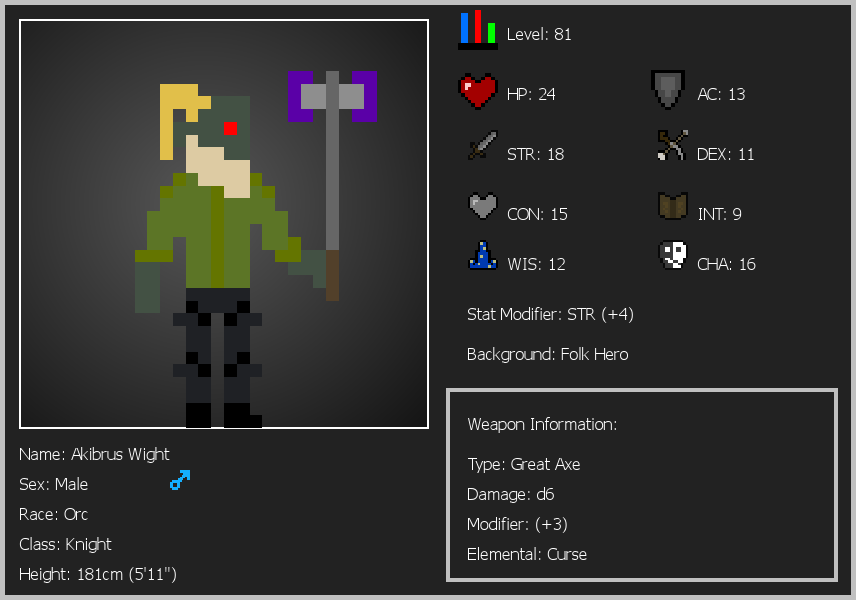 Level: 81
HP: 24
AC: 13
STR: 18
DEX: 11
CON: 15
INT: 9
WIS: 12
CHA: 16
Stat Modifier: STR (+4)
Background: Folk Hero
Weapon Information:
Type: Great Axe
Damage: d6
Modifier: (+3)
Elemental: Curse
Name: Akibrus Wight
Sex: Male
Race: Orc
Class: Knight
Height: 181cm (5'11")